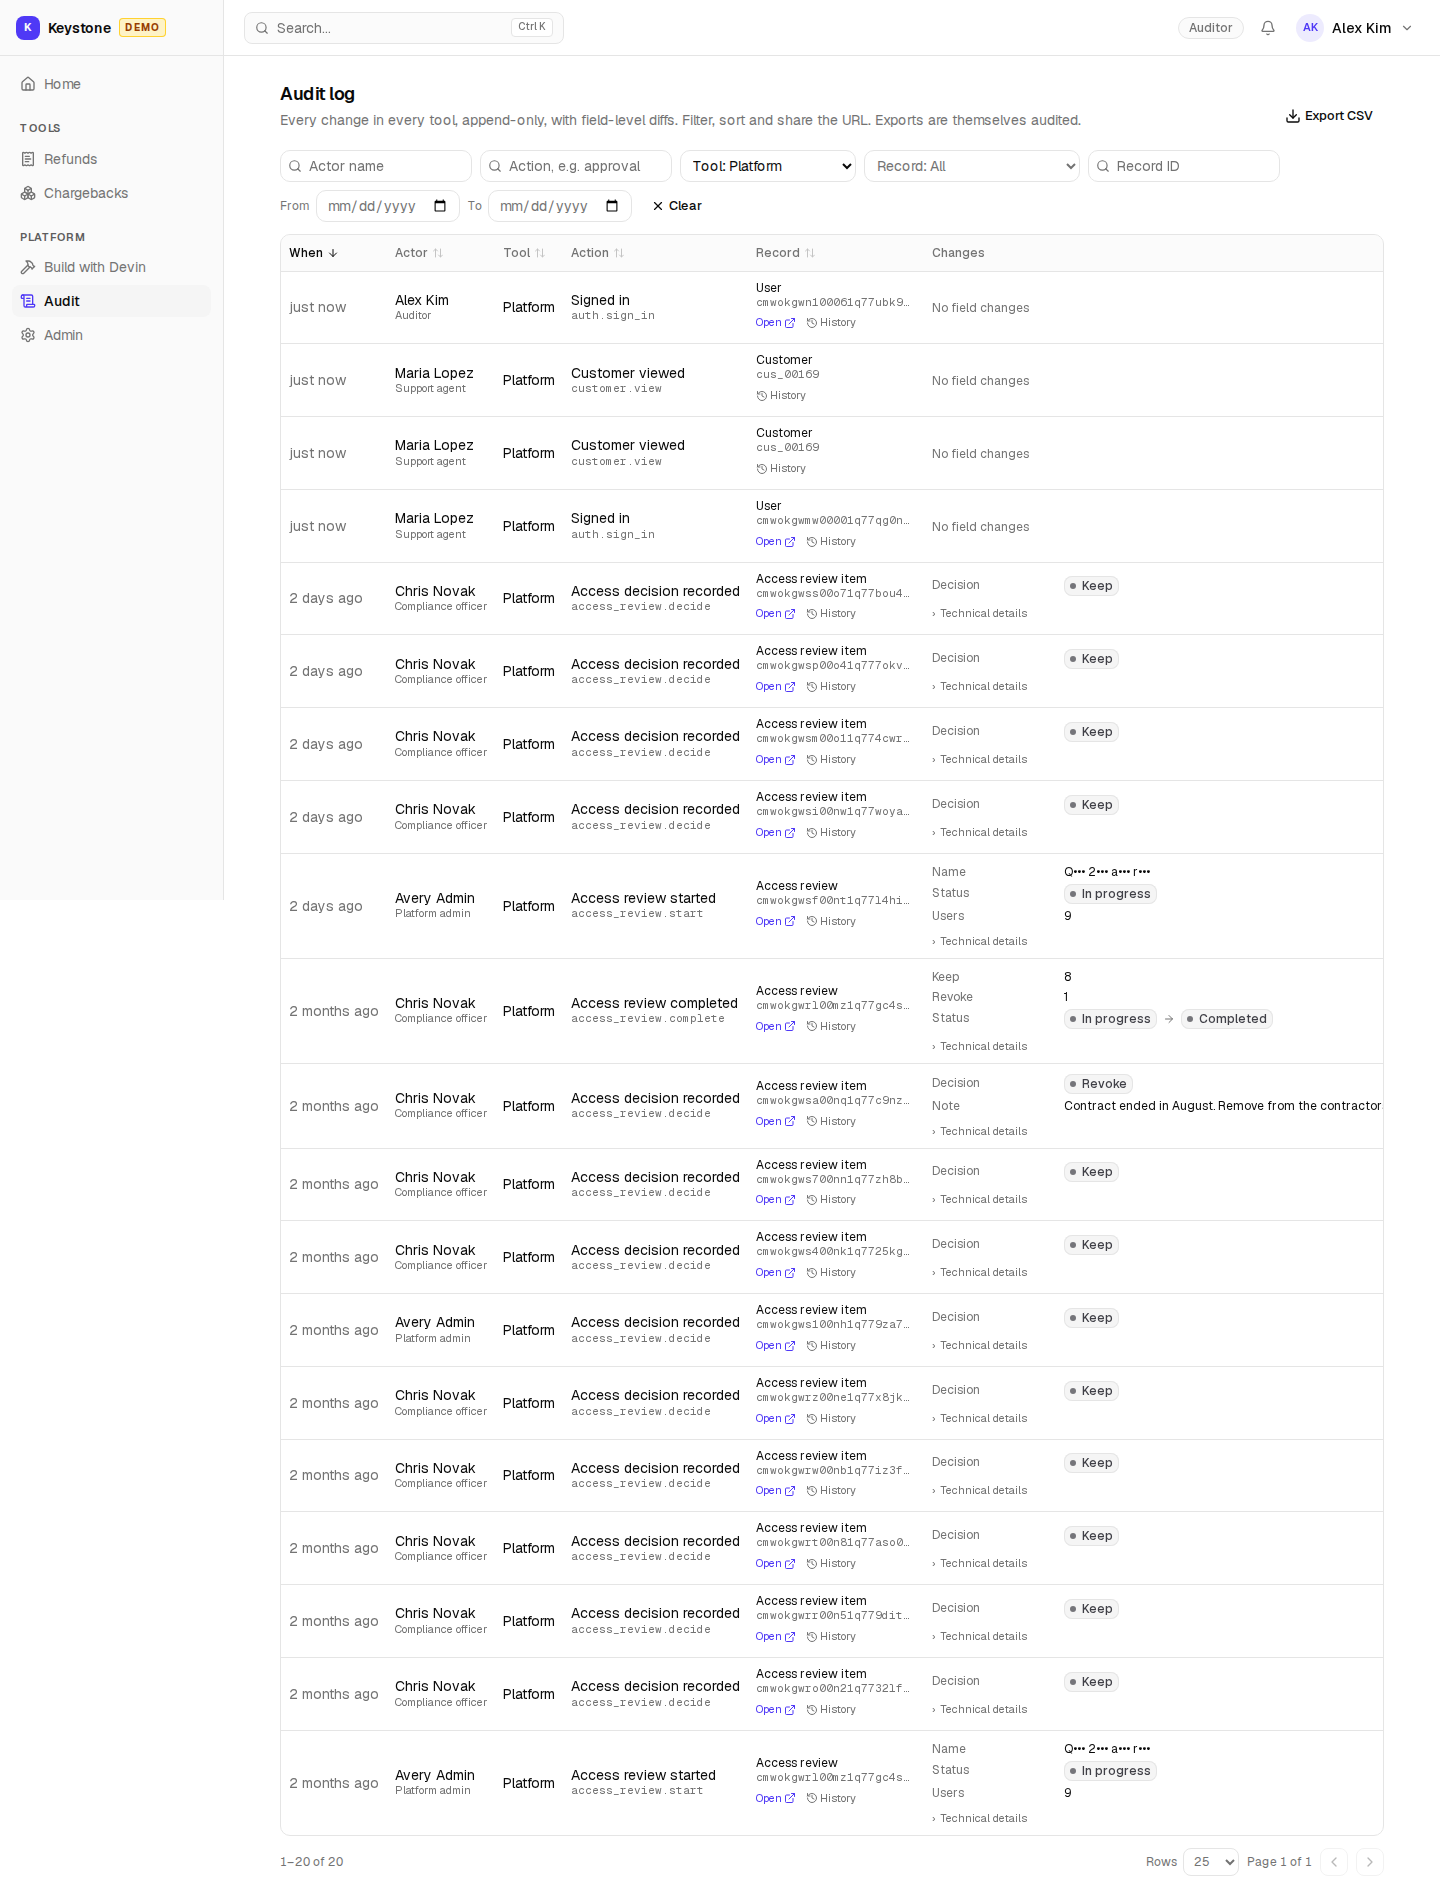 K Keystone DEMO
Search... Ctrl K
Auditor AK Alex Kim
Home
TOOLS
Refunds
Chargebacks
PLATFORM
Build with Devin
Audit
Admin
Audit log
Every change in every tool, append-only, with field-level diffs. Filter, sort and share the URL. Exports are themselves audited.
Export CSV
Actor name Action, e.g. approval Tool: Platform Record: All Record ID
From mm/dd/yyyy To mm/dd/yyyy Clear
When Actor Tool Action Record Changes
just now Alex Kim Auditor Platform Signed in auth.sign_in User cmwokgwn100061q77ubk9… Open History No field changes
just now Maria Lopez Support agent Platform Customer viewed customer.view Customer cus_00169 History No field changes
just now Maria Lopez Support agent Platform Customer viewed customer.view Customer cus_00169 History No field changes
just now Maria Lopez Support agent Platform Signed in auth.sign_in User cmwokgwmw00001q77qg0n… Open History No field changes
2 days ago Chris Novak Compliance officer Platform Access decision recorded access_review.decide Access review item cmwokgwss00o71q77bou4… Open History Decision Keep › Technical details
2 days ago Chris Novak Compliance officer Platform Access decision recorded access_review.decide Access review item cmwokgwsp00o41q777okv… Open History Decision Keep › Technical details
2 days ago Chris Novak Compliance officer Platform Access decision recorded access_review.decide Access review item cmwokgwsm00o11q774cwr… Open History Decision Keep › Technical details
2 days ago Chris Novak Compliance officer Platform Access decision recorded access_review.decide Access review item cmwokgwsi00nw1q77woya… Open History Decision Keep › Technical details
2 days ago Avery Admin Platform admin Platform Access review started access_review.start Access review cmwokgwsf00nt1q77l4hi… Open History Name Q••• 2••• a••• r••• Status In progress Users 9 › Technical details
2 months ago Chris Novak Compliance officer Platform Access review completed access_review.complete Access review cmwokgwrl00mz1q77gc4s… Open History Keep 8 Revoke 1 Status In progress → Completed › Technical details
2 months ago Chris Novak Compliance officer Platform Access decision recorded access_review.decide Access review item cmwokgwsa00nq1q77c9nz… Open History Decision Revoke Note Contract ended in August. Remove from the contractor › Technical details
2 months ago Chris Novak Compliance officer Platform Access decision recorded access_review.decide Access review item cmwokgws700nn1q77zh8b… Open History Decision Keep › Technical details
2 months ago Chris Novak Compliance officer Platform Access decision recorded access_review.decide Access review item cmwokgws400nk1q7725kg… Open History Decision Keep › Technical details
2 months ago Avery Admin Platform admin Platform Access decision recorded access_review.decide Access review item cmwokgws100nh1q779za7… Open History Decision Keep › Technical details
2 months ago Chris Novak Compliance officer Platform Access decision recorded access_review.decide Access review item cmwokgwrz00ne1q77x8jk… Open History Decision Keep › Technical details
2 months ago Chris Novak Compliance officer Platform Access decision recorded access_review.decide Access review item cmwokgwrw00nb1q77iz3f… Open History Decision Keep › Technical details
2 months ago Chris Novak Compliance officer Platform Access decision recorded access_review.decide Access review item cmwokgwrt00n81q77aso0… Open History Decision Keep › Technical details
2 months ago Chris Novak Compliance officer Platform Access decision recorded access_review.decide Access review item cmwokgwrr00n51q779dit… Open History Decision Keep › Technical details
2 months ago Chris Novak Compliance officer Platform Access decision recorded access_review.decide Access review item cmwokgwro00n21q7732lf… Open History Decision Keep › Technical details
2 months ago Avery Admin Platform admin Platform Access review started access_review.start Access review cmwokgwrl00mz1q77gc4s… Open History Name Q••• 2••• a••• r••• Status In progress Users 9 › Technical details
1–20 of 20 Rows 25 Page 1 of 1